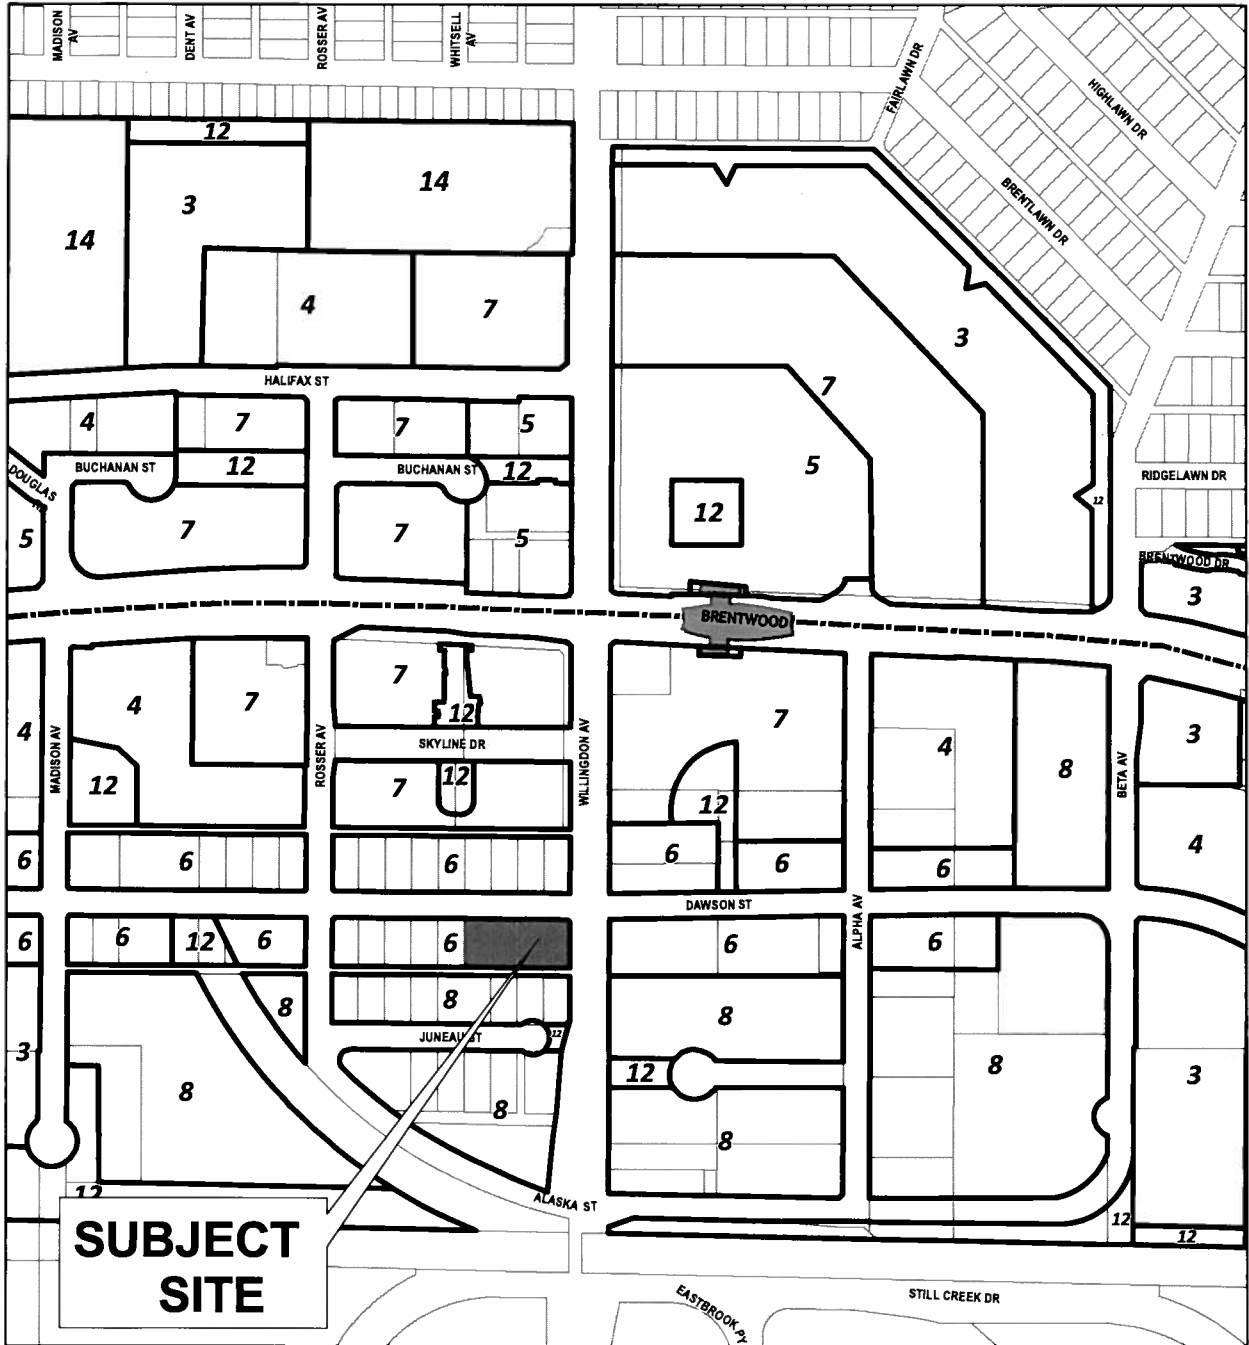 MADISON
AV
DENT AV
ROSSER AV
WHITSELL
AV
FAIRLAWN DR
HIGHLAWN DR
BRENTLAWN DR
12
14
3
14
4
7
3
7
5
12
12
HALIFAX ST
4
7
7
5
BUCHANAN ST
12
BUCHANAN ST
12
DOUGLAS
RIDGELAWN DR
5
7
7
5
BRENTWOOD DR
3
BRENTWOOD
4
MADISON AV
4
7
ROSSER AV
7
12
SKYLINE DR
WILLINGDON AV
7
4
8
BETA AV
3
12
7
12
12
4
6
6
6
6
6
6
DAWSON ST
ALPHA AV
6
6
12
6
6
6
6
8
8
8
JUNEAU ST
12
3
8
8
12
8
8
3
12
ALASKA ST
12
12
SUBJECT
SITE
EASTBROOK PY
STILL CREEK DR